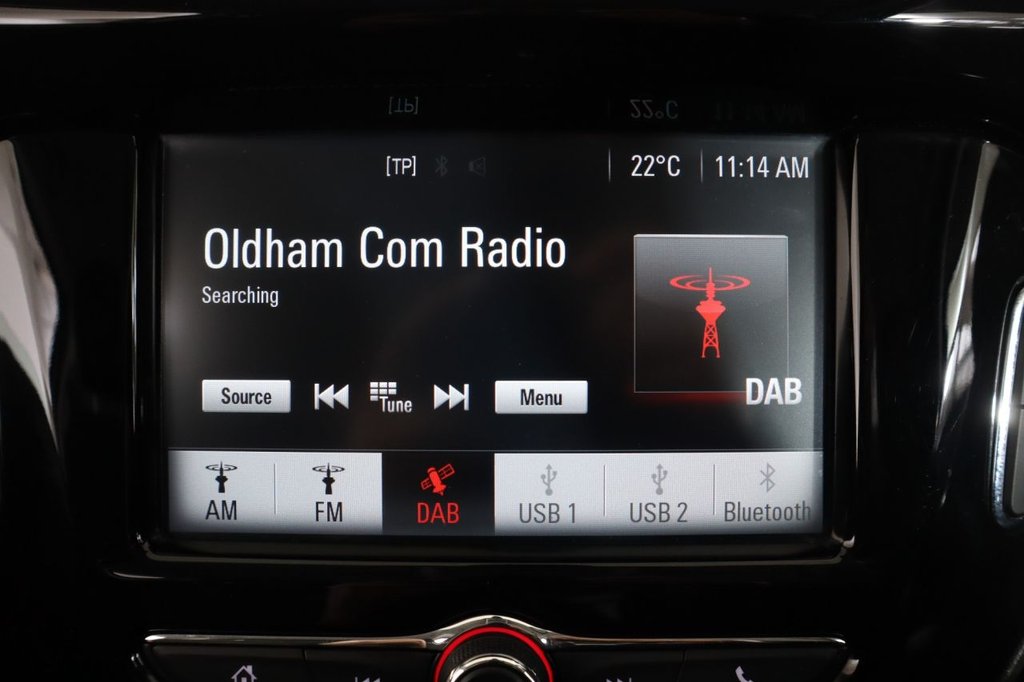 [TP] 22°C 11:14 AM
Oldham Com Radio
Searching
DAB
Source Tune Menu
AM FM DAB USB 1 USB 2 Bluetooth